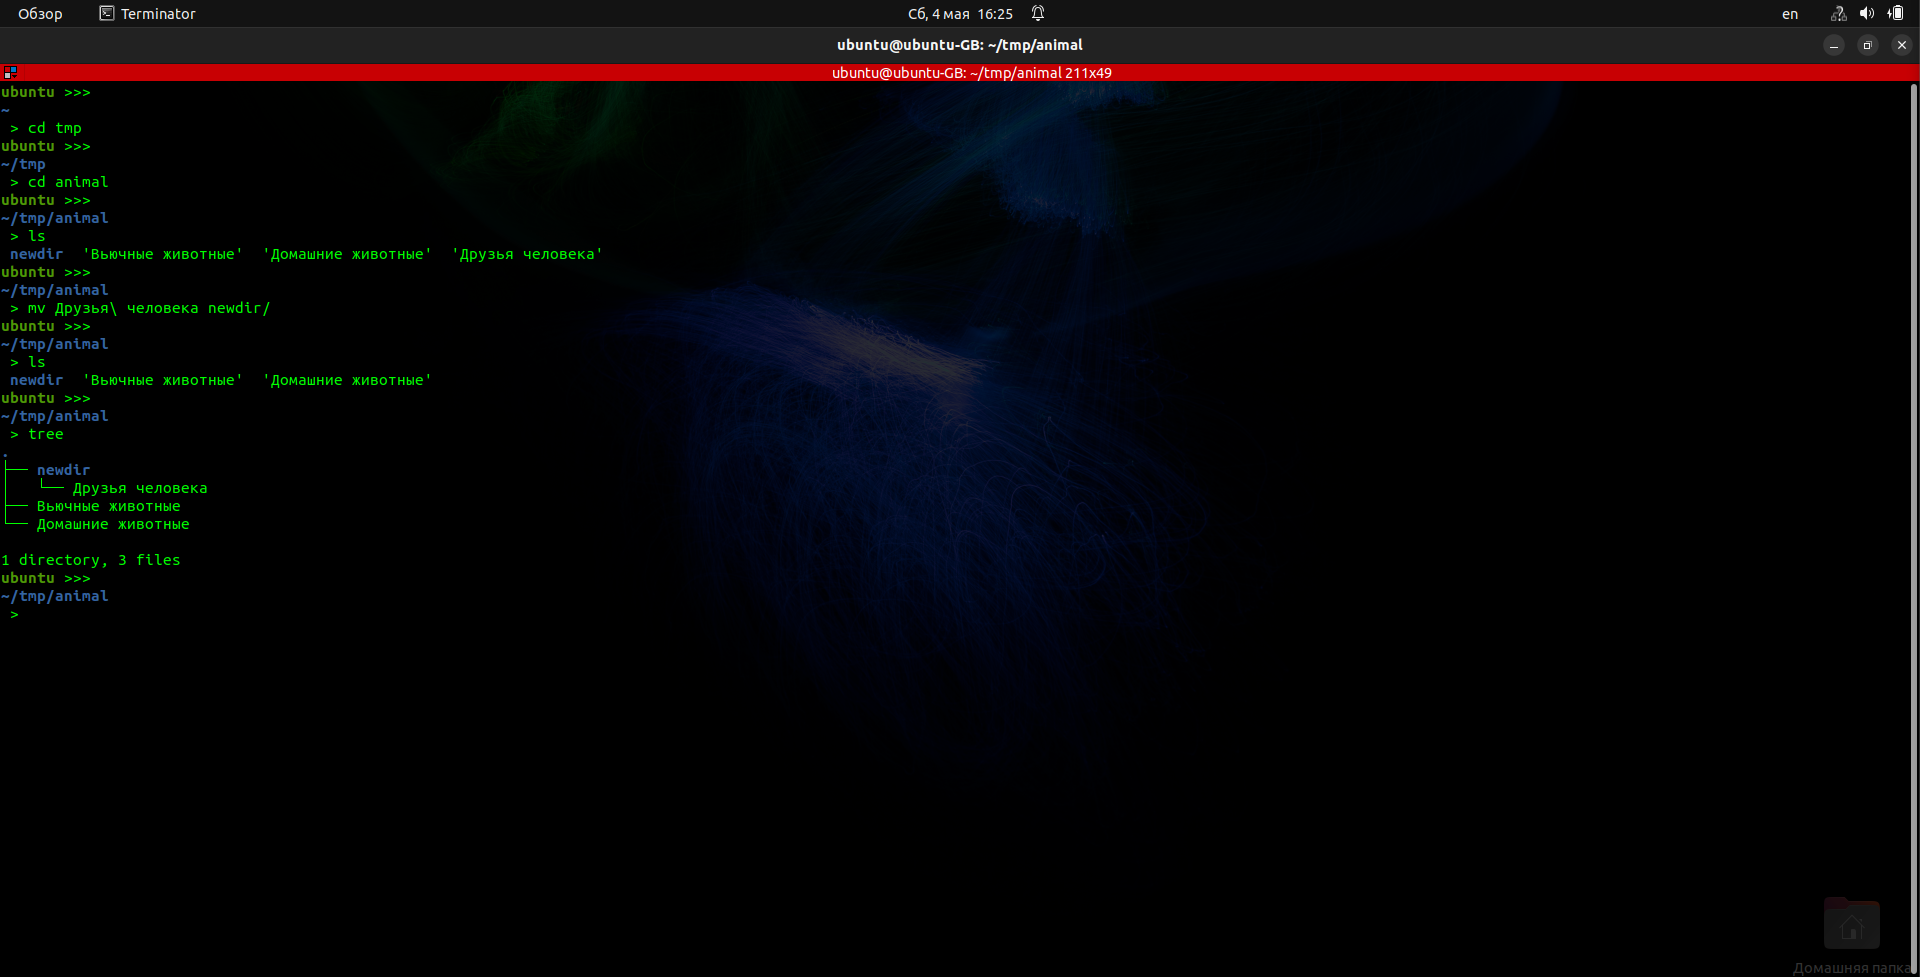 Обзор Terminator Сб, 4 мая 16:25 en
ubuntu@ubuntu-GB: ~/tmp/animal
ubuntu@ubuntu-GB: ~/tmp/animal 211x49
ubuntu >>>
~
> cd tmp
ubuntu >>>
~/tmp
> cd animal
ubuntu >>>
~/tmp/animal
> ls
newdir 'Вьючные животные' 'Домашние животные' 'Друзья человека'
ubuntu >>>
~/tmp/animal
> mv Друзья\ человека newdir/
ubuntu >>>
~/tmp/animal
> ls
newdir 'Вьючные животные' 'Домашние животные'
ubuntu >>>
~/tmp/animal
> tree
.
├── newdir
│   └── Друзья человека
├── Вьючные животные
└── Домашние животные
1 directory, 3 files
ubuntu >>>
~/tmp/animal
>
Домашняя папка